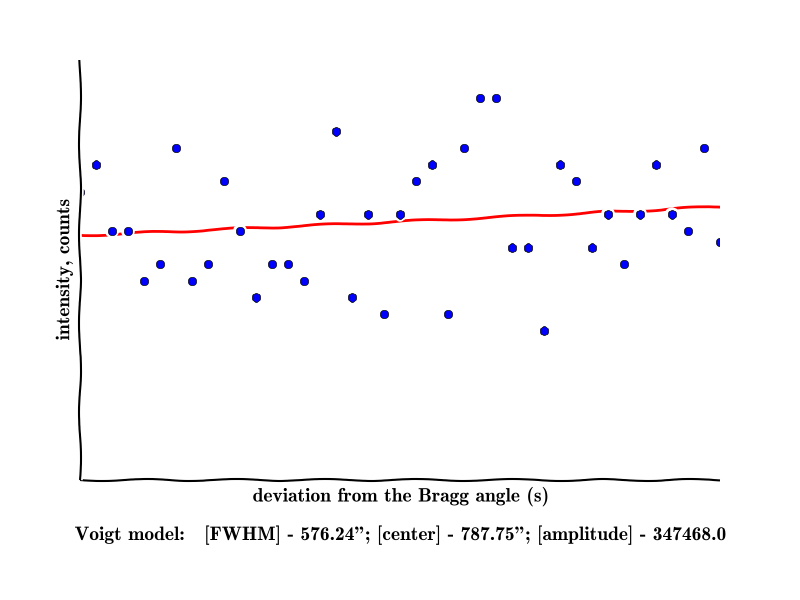 intensity, counts
deviation from the Bragg angle (s)
Voigt model: [FWHM] - 576.24”; [center] - 787.75”; [amplitude] - 347468.0